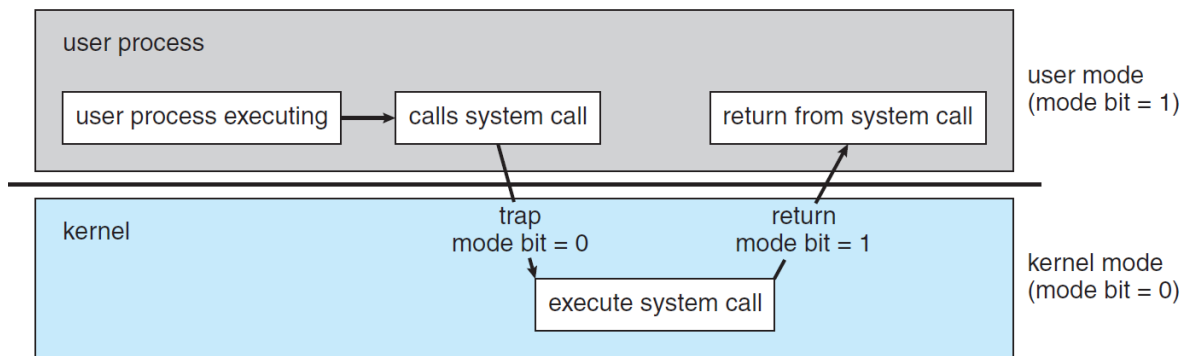 user process
user process executing
calls system call
return from system call
user mode
(mode bit = 1)
kernel
trap
mode bit = 0
return
mode bit = 1
execute system call
kernel mode
(mode bit = 0)